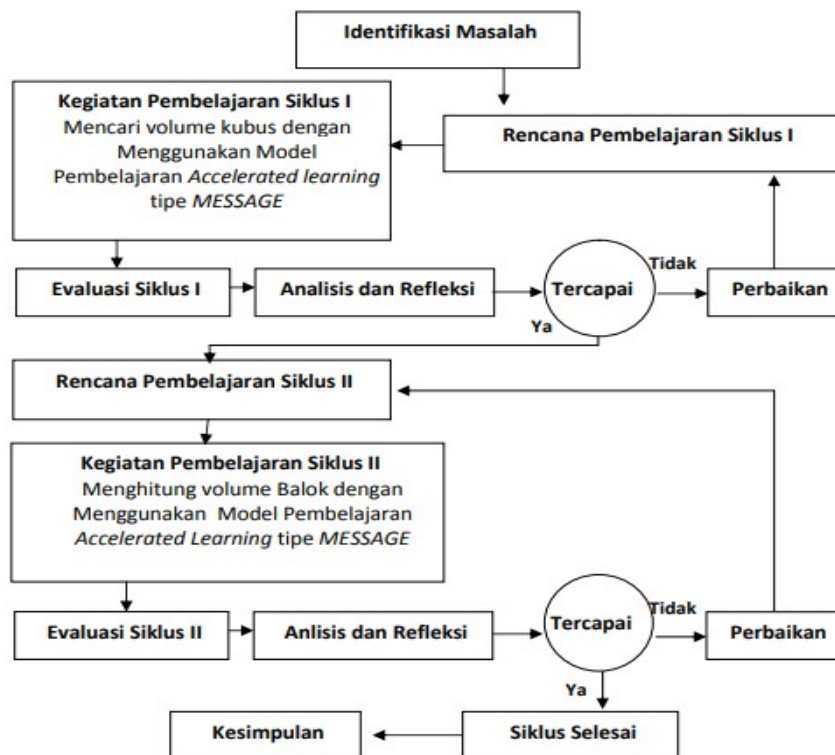 Identifikasi Masalah
Rencana Pembelajaran Siklus I
Kegiatan Pembelajaran Siklus I
Mencari volume kubus dengan
Menggunakan Model
Pembelajaran Accelerated learning
tipe MESSAGE
Evaluasi Siklus I
Analisis dan Refleksi
Tercapai
Tidak
Perbaikan
Ya
Rencana Pembelajaran Siklus II
Kegiatan Pembelajaran Siklus II
Menghitung volume Balok dengan
Menggunakan Model Pembelajaran
Accelerated Learning tipe MESSAGE
Evaluasi Siklus II
Anlisis dan Refleksi
Tercapai
Tidak
Perbaikan
Ya
Siklus Selesai
Kesimpulan